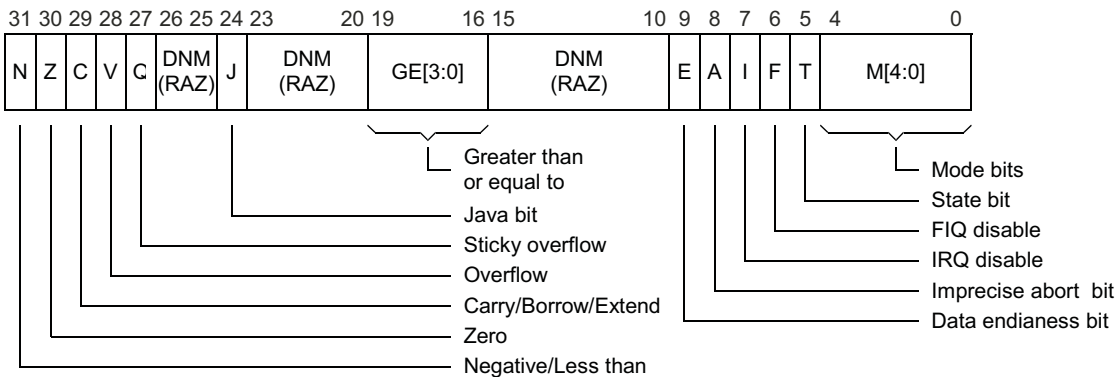 31 30 29 28 27 26 25 24 23 20 19 16 15 10 9 8 7 6 5 4 0
N Z C V Q DNM (RAZ) J DNM (RAZ) GE[3:0] DNM (RAZ) E A I F T M[4:0]
Greater than
or equal to
Java bit
Sticky overflow
Overflow
Carry/Borrow/Extend
Zero
Negative/Less than
Mode bits
State bit
FIQ disable
IRQ disable
Imprecise abort bit
Data endianess bit